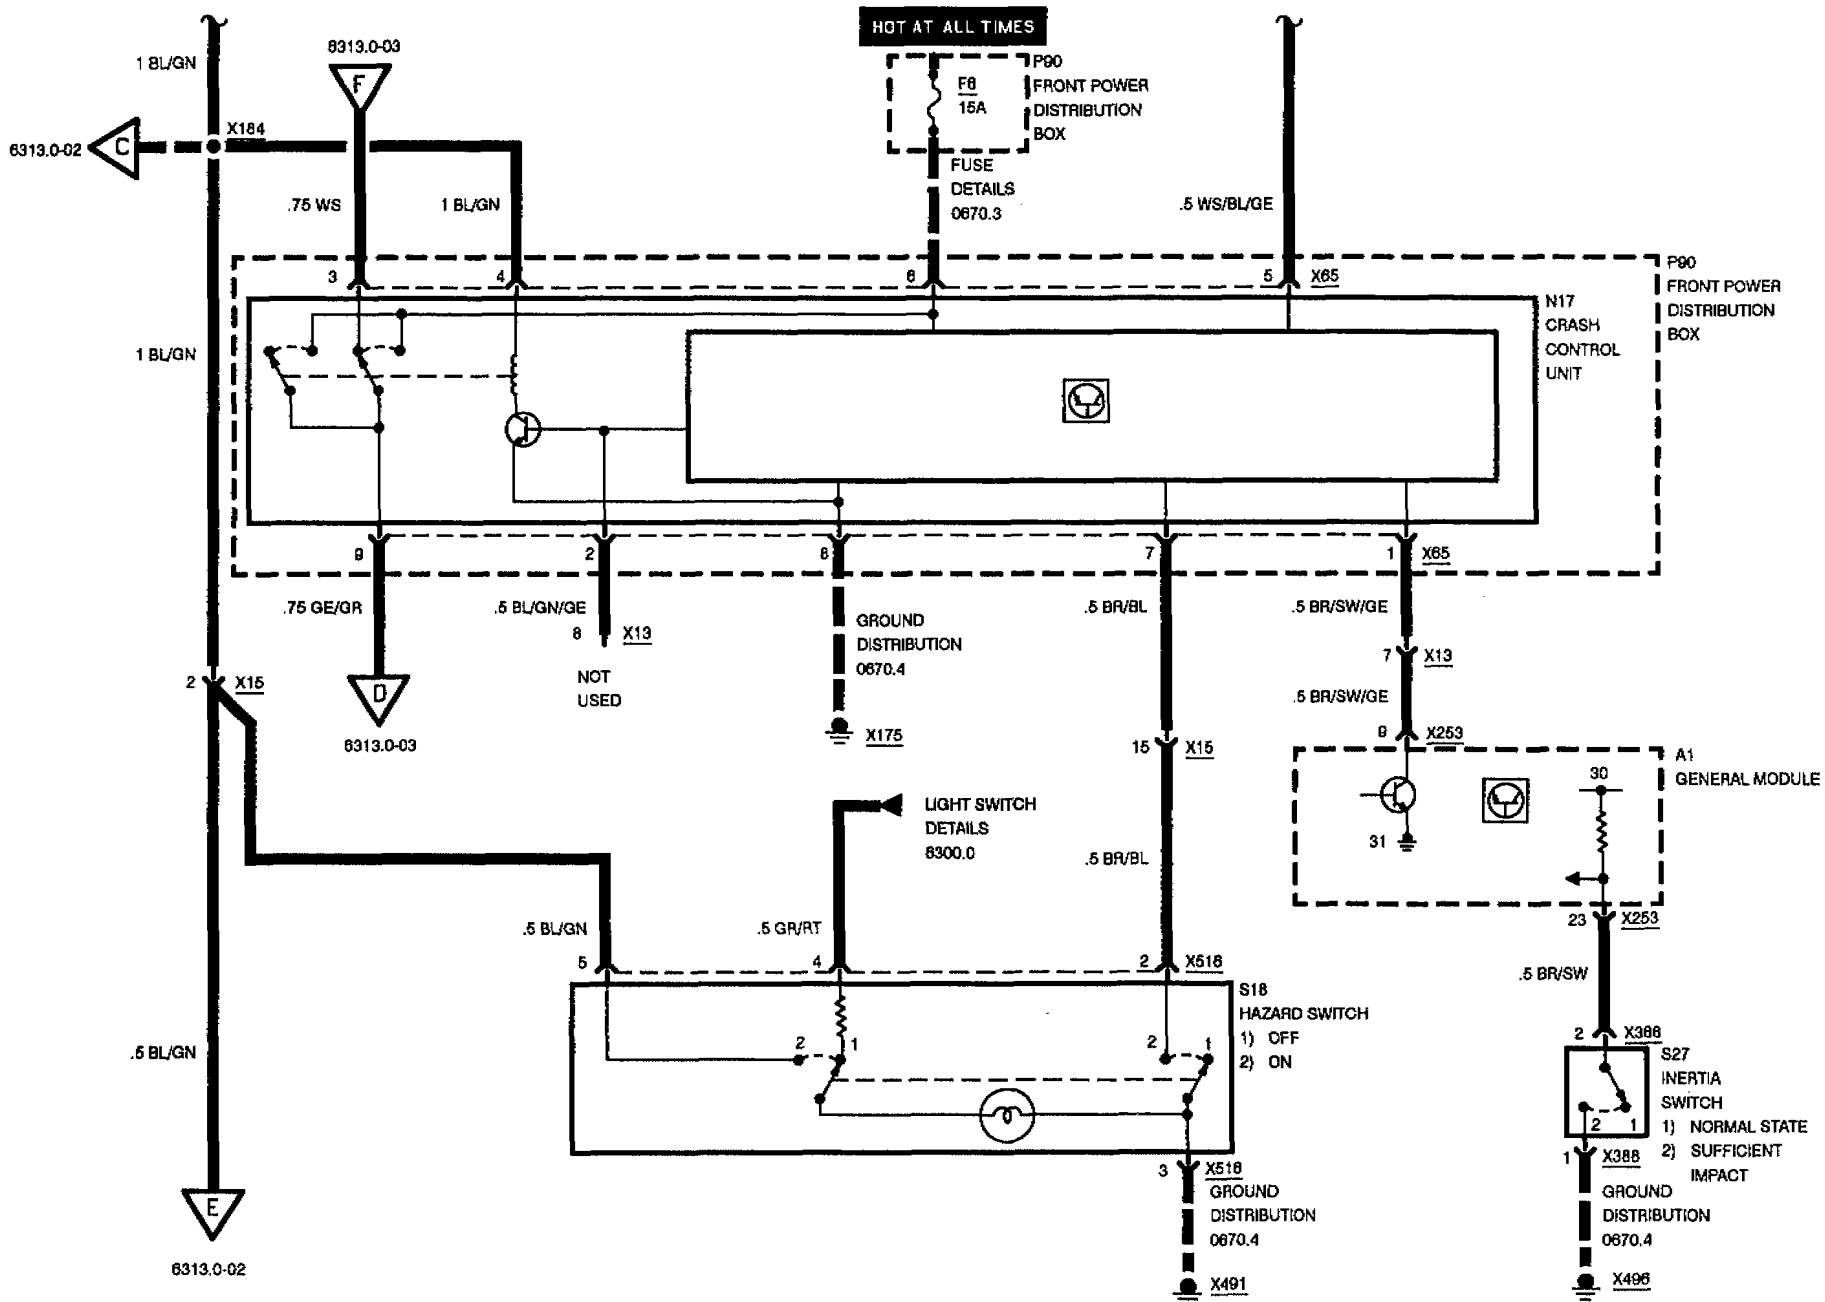 HOT AT ALL TIMES
1 BL/GN
6313.0-03
F
F6
15A
P90
FRONT POWER
DISTRIBUTION
BOX
X184
6313.0-02
C
FUSE
DETAILS
0670.3
.75 WS
1 BL/GN
.5 WS/BL/GE
3
4
6
5
X65
P90
FRONT POWER
DISTRIBUTION
BOX
N17
CRASH
CONTROL
UNIT
1 BL/GN
9
2
8
7
1
X65
.75 GE/GR
.5 BL/GN/GE
8
X13
NOT
USED
GROUND
DISTRIBUTION
0670.4
.5 BR/BL
.5 BR/SW/GE
7
X13
.5 BR/SW/GE
2
X15
D
6313.0-03
X175
15
X15
9
X253
A1
GENERAL MODULE
30
31
LIGHT SWITCH
DETAILS
6300.0
.5 BR/BL
23
X253
.5 BL/GN
.5 GR/RT
5
4
2
X518
.5 BR/SW
S18
HAZARD SWITCH
1) OFF
2) ON
2
1
2
1
2
X388
S27
INERTIA
SWITCH
1) NORMAL STATE
2) SUFFICIENT
IMPACT
2
1
.5 BL/GN
1
X388
3
X518
GROUND
DISTRIBUTION
0670.4
X491
GROUND
DISTRIBUTION
0670.4
X496
E
6313.0-02